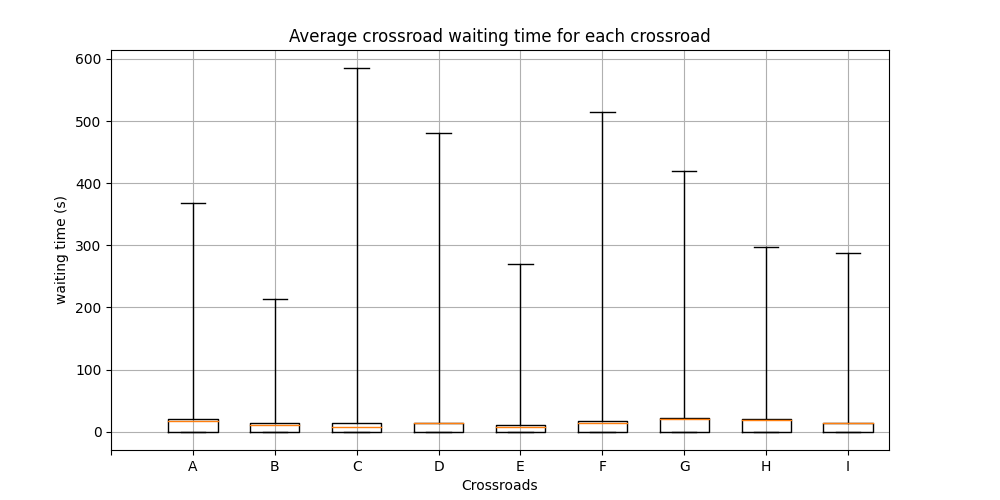 Average crossroad waiting time for each crossroad
600
500
400
300
200
100
0
waiting time (s)
A B C D E F G H I
Crossroads